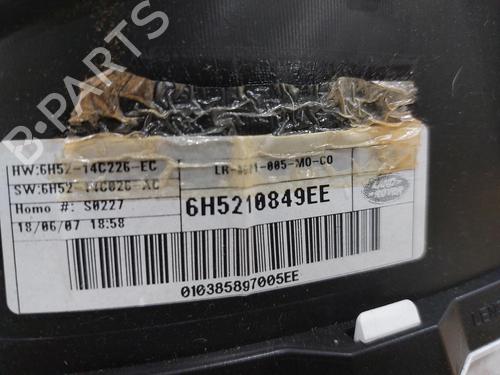 B-PARTS
HW:6H52-14C226-EC
SW:6H52-14C026-AC
Homo #: S0227
18/06/07 18:58
6H5210849EE
LAND
ROVER
010385897005EE